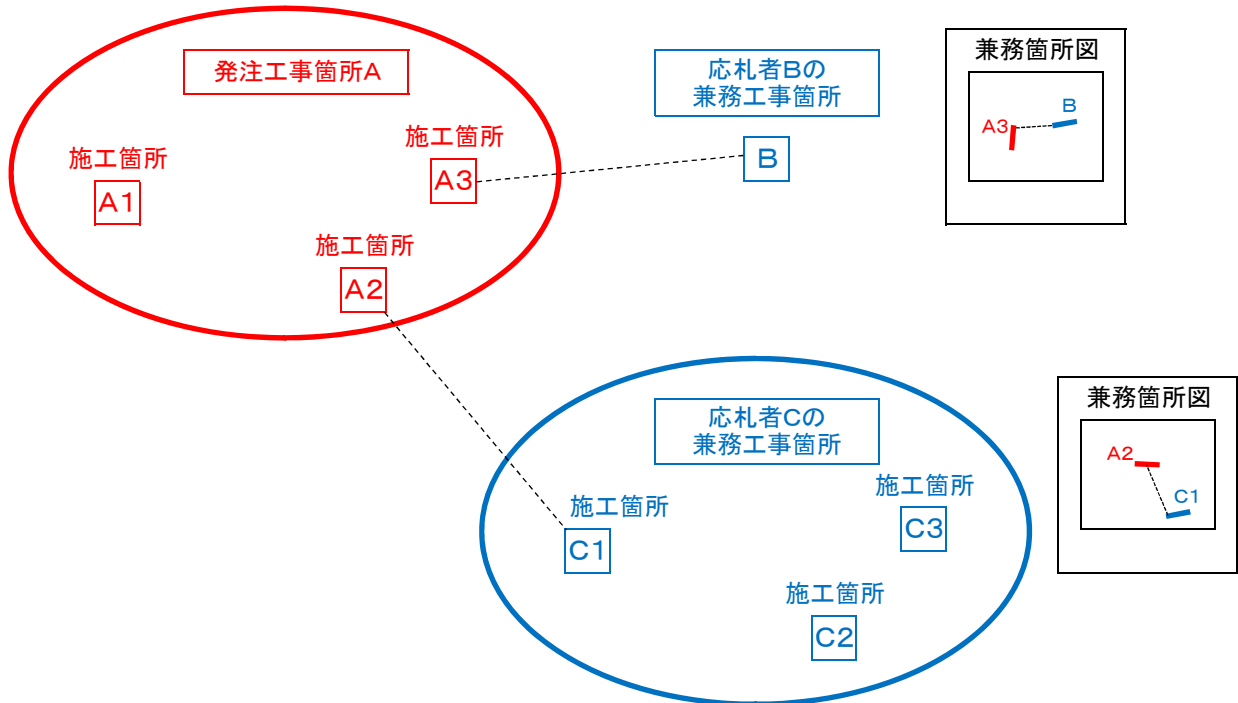 発注工事箇所A
施工箇所
A1
施工箇所
A3
施工箇所
A2
応札者Bの
兼務工事箇所
B
兼務箇所図
A3
B
応札者Cの
兼務工事箇所
施工箇所
C1
施工箇所
C3
施工箇所
C2
兼務箇所図
A2
C1